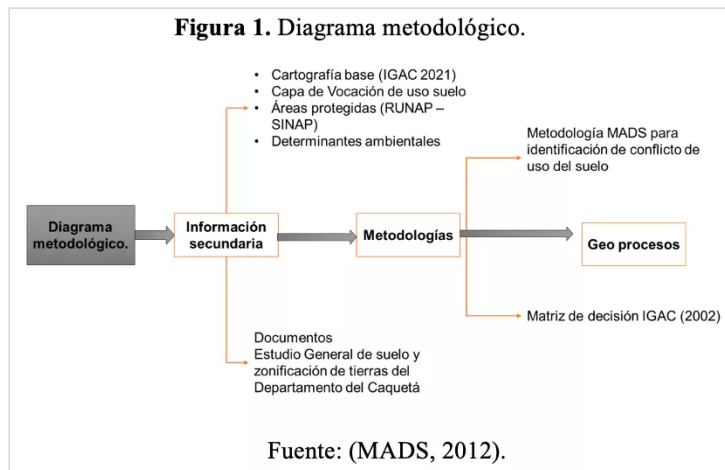 Figura 1. Diagrama metodológico.
• Cartografía base (IGAC 2021)
• Capa de Vocación de uso suelo
• Áreas protegidas (RUNAP –
SINAP)
• Determinantes ambientales
Metodología MADS para
identificación de conflicto de
uso del suelo
Diagrama
metodológico.
Información
secundaria
Metodologías
Geo procesos
Matriz de decisión IGAC (2002)
Documentos
Estudio General de suelo y
zonificación de tierras del
Departamento del Caquetá
Fuente: (MADS, 2012).